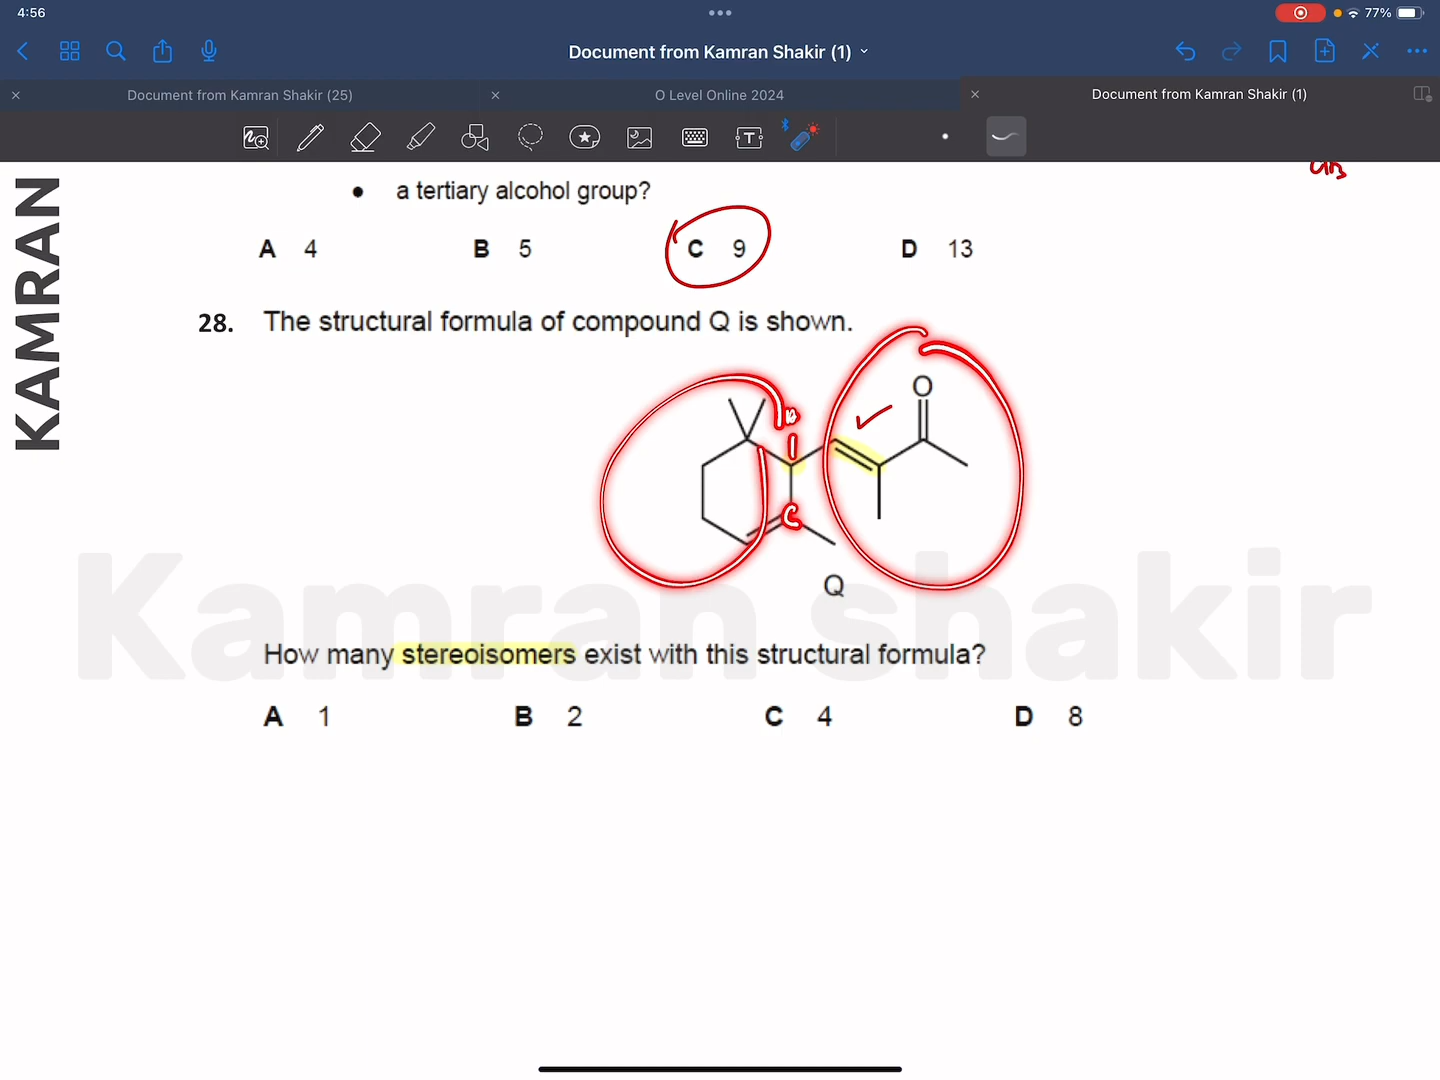 4:56
77%
Document from Kamran Shakir (1)
Document from Kamran Shakir (25)
O Level Online 2024
Document from Kamran Shakir (1)
KAMRAN
• a tertiary alcohol group?
A 4 B 5 C 9 D 13
28. The structural formula of compound Q is shown.
O
C
Q
Kamran shakir
How many stereoisomers exist with this structural formula?
A 1 B 2 C 4 D 8